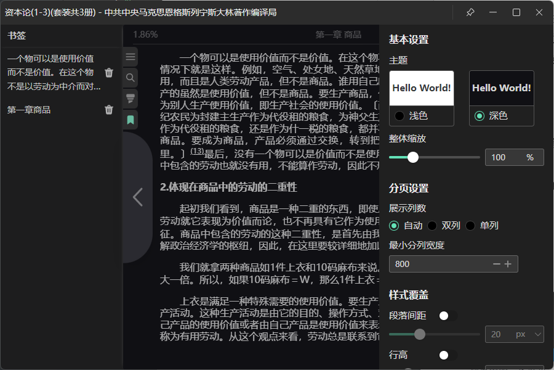 资本论(1-3)(套装共3册) - 中共中央马克思恩格斯列宁斯大林著作编译局
书签
一个物可以是使用价值
而不是价值。在这个物
不是以劳动为中介而对...
第一章商品
1.86%
第一章 商品
一个物可以是使用价值而不是价值。在这个物
情况下就是这样。例如，空气、处女地、天然草地
用，而且是人类劳动产品，但不是商品。谁用自己
产的虽然是使用价值，但不是商品。要生产商品，
为别人生产使用价值，即生产社会的使用价值。〔
纪农民为封建主生产作为代役租的粮食，为神父生
作为代役租的粮食，还是作为什一税的粮食，都并
商品。要成为商品，产品必须通过交换，转到把
里。〕[13]最后，没有一个物可以是价值而不是使用
中包含的劳动也就没有用，不能算作劳动，因此不
2.体现在商品中的劳动的二重性
起初我们看到，商品是一种二重的东西，即使
劳动就它表现为价值而论，也不再具有它作为使用
征。商品中包含的劳动的这种二重性，是首先由我
解政治经济学的枢纽，因此，在这里要较详细地加
我们就拿两种商品如1件上衣和10码麻布来说
大一倍。所以，如果10码麻布＝W，那么1件上衣＝
上衣是满足一种特殊需要的使用价值。要生产
产活动。这种生产活动是由它的目的、操作方式、
己产品的使用价值或者由自己产品是使用价值来表
称为有用劳动。从这个观点来看，劳动总是联系到
基本设置
主题
Hello World!
Hello World!
浅色
深色
整体缩放
100 %
分页设置
展示列数
自动 双列 单列
最小分列宽度
800
样式覆盖
段落间距
20 px
行高